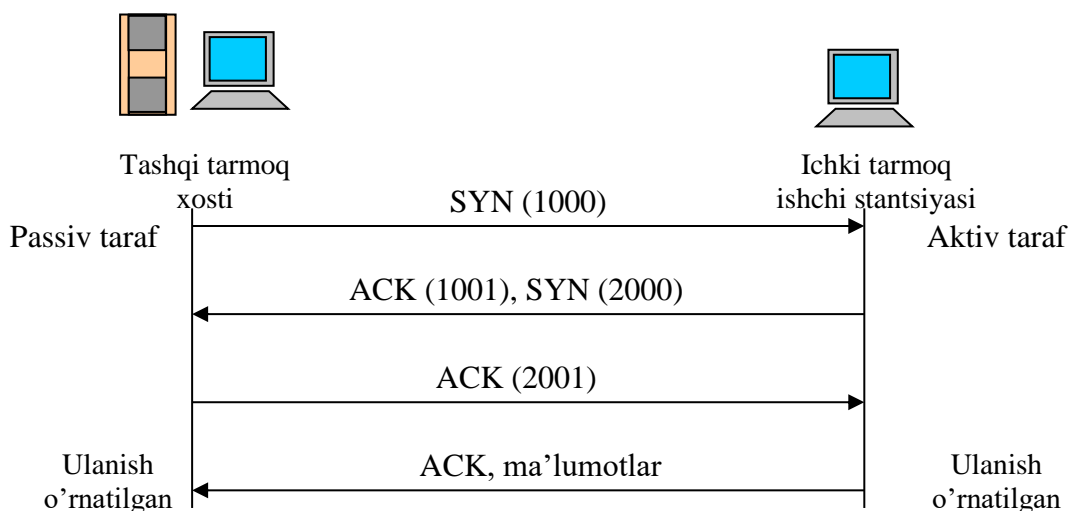 Tashqi tarmoq
xosti
Ichki tarmoq
ishchi stantsiyasi
SYN (1000)
Passiv taraf
Aktiv taraf
ACK (1001), SYN (2000)
ACK (2001)
Ulanish
o’rnatilgan
ACK, ma’lumotlar
Ulanish
o’rnatilgan